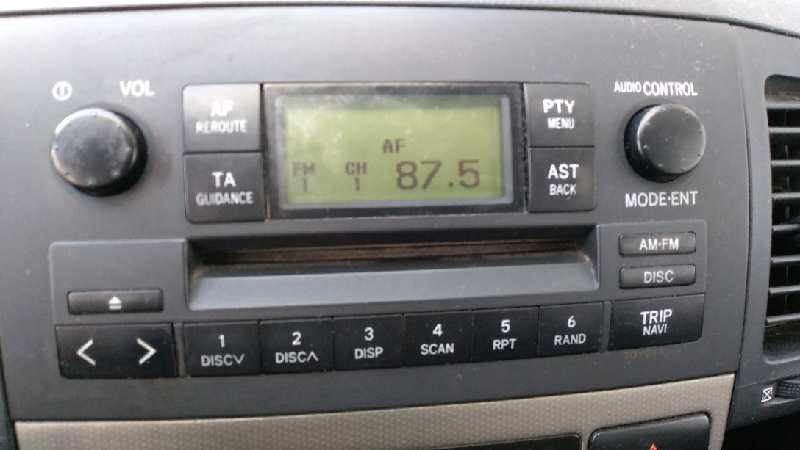 VOL
AF
REROUTE
TA
GUIDANCE
AF
FM
1
CH
1
87.5
PTY
MENU
AST
BACK
AUDIO CONTROL
MODE·ENT
AM·FM
DISC
1
DISC∨
2
DISC∧
3
DISP
4
SCAN
5
RPT
6
RAND
TRIP
NAVI
TOYOTA